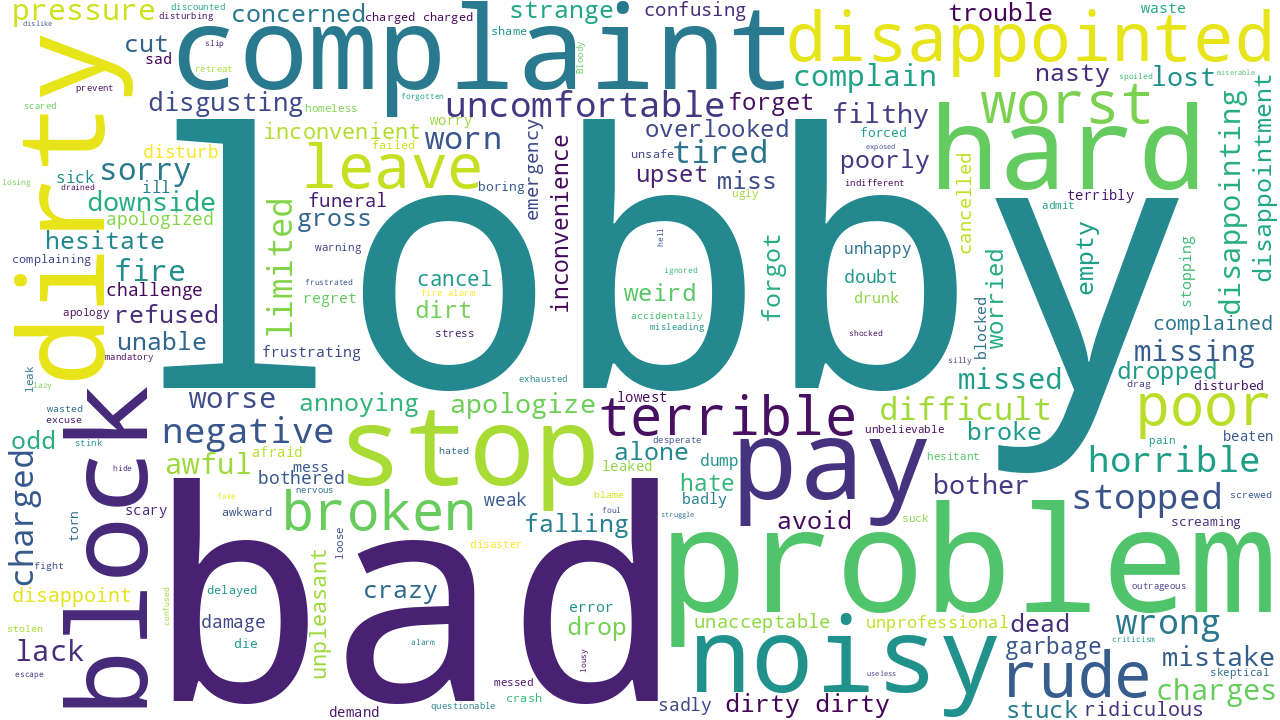 discounted
disturbing
dislike
pressure
concerned
charged charged
complaint
strange
shame
confusing
disappointed
trouble
waste
cut
sad
slip
retreat
Bloody
complain
nasty
lost
spoiled
miserable
prevent
scared
dirty
disgusting
homeless
forgotten
uncomfortable
forget
filthy
worst
hard
disappointing
disappointment
inconvenient
failed
worry
worn
emergency
inconvenience
overlooked
unsafe
tired
forced
exposed
poorly
cancelled
disturb
sorry
sick
ill
losing
drained
downside
apologized
leave
boring
upset
miss
ugly
indifferent
terribly
admit
funeral
gross
limited
hesitate
complaining
fire
challenge
apology
refused
unable
mandatory
lobby
warning
frustrated
regret
frustrating
cancel
fire alarm
dirt
stress
hell
ignored
weird
accidentally
misleading
forgot
unhappy
doubt
drunk
shocked
worried
blocked
silly
empty
stopping
complained
missing
leak
lazy
wasted
excuse
stink
odd
block
hide
worse
negative
annoying
exhausted
apologize
lowest
terrible
missed
dropped
drag
disturbed
difficult
poor
unbelievable
broke
pain
beaten
awful
afraid
stop
hated
desperate
alone
leaked
dump
hate
badly
pay
hesitant
bother
horrible
stopped
screwed
charged
torn
scary
fight
mess
bothered
nervous
fake
awkward
broken
weak
blame
foul
struggle
falling
avoid
suck
screaming
disappoint
stolen
lack
escape
confused
bad
delayed
damage
die
unpleasant
loose
crazy
alarm
disaster
error
drop
lousy
problem
outrageous
unacceptable
unprofessional
dead
wrong
criticism
noisy
useless
garbage
rude
mistake
skeptical
charges
demand
questionable
messed
crash
sadly
dirty dirty
stuck
ridiculous